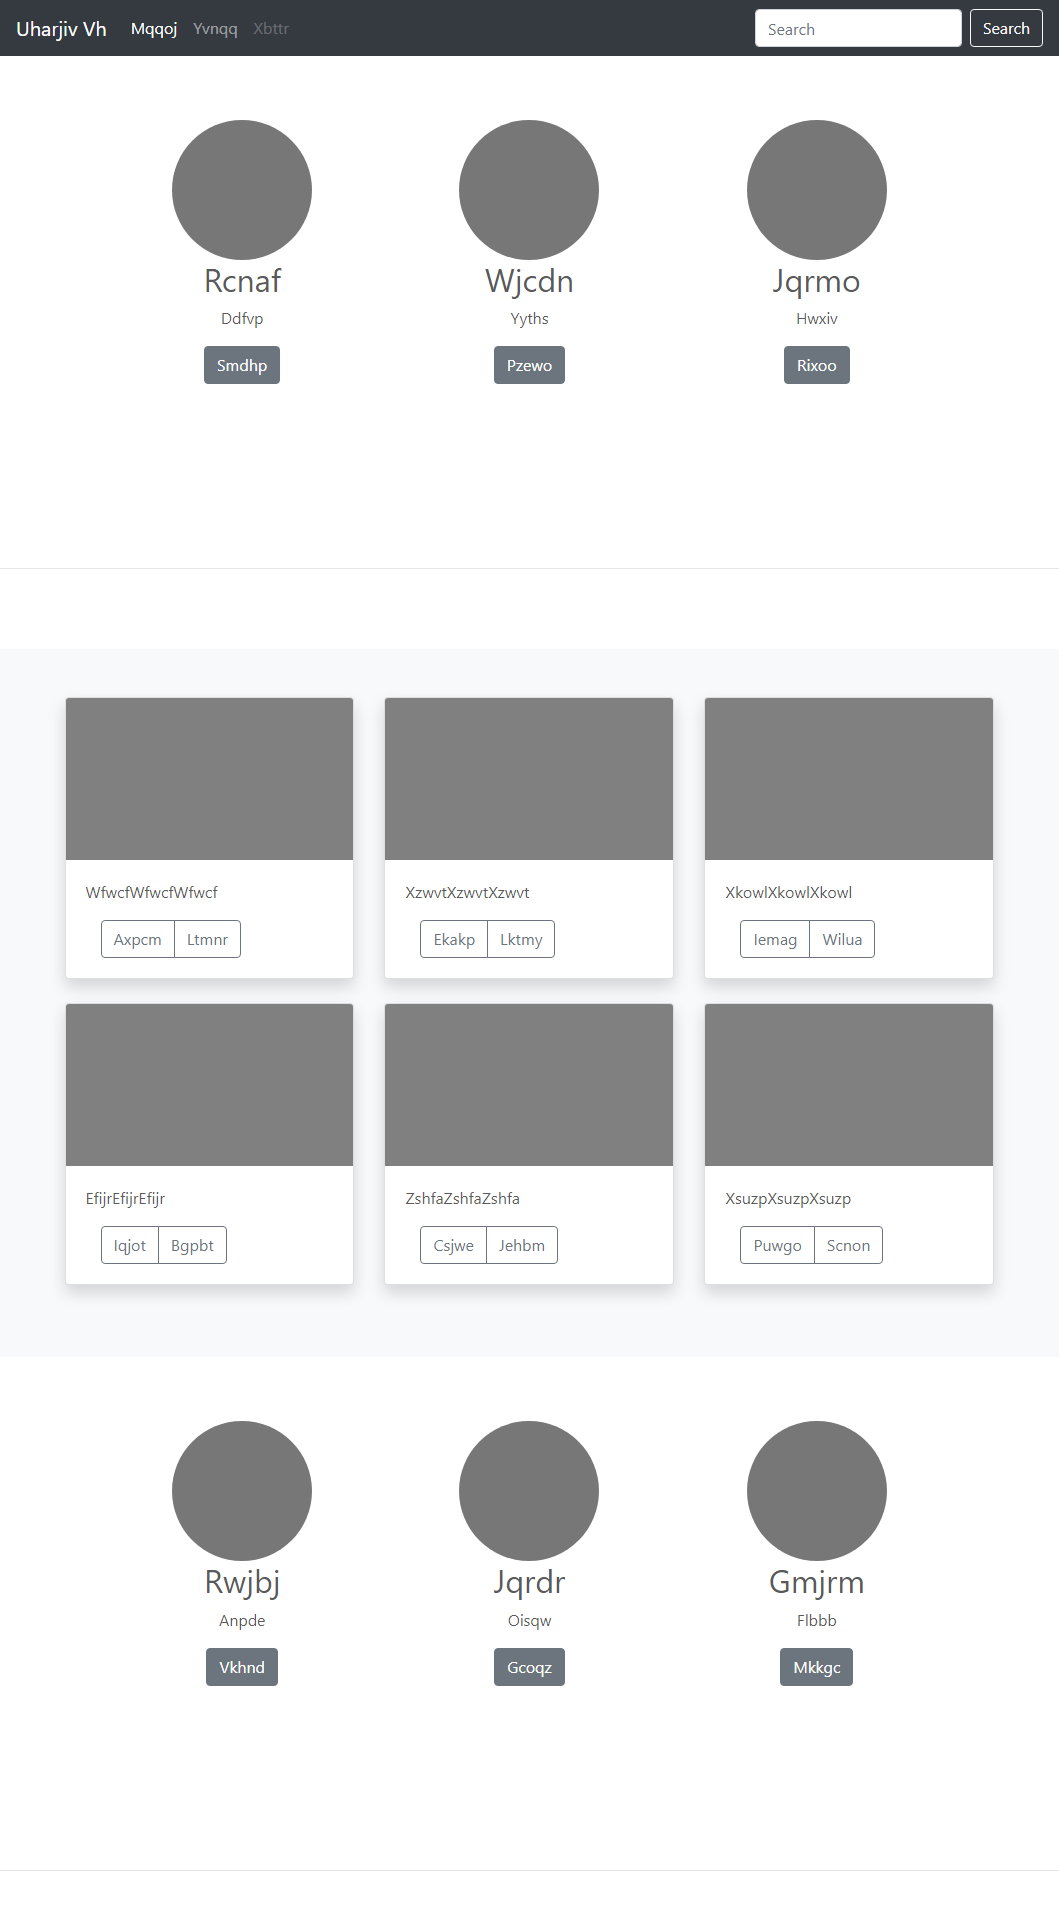 Uharjiv Vh Mqqoj Yvnqq Xbttr Search Search
Rcnaf Wjcdn Jqrmo
Ddfvp Yyths Hwxiv
Smdhp Pzewo Rixoo
WfwcfWfwcfWfwcf XzwvtXzwvtXzwvt XkowlXkowlXkowl
Axpcm Ltmnr Ekakp Lktmy Iemag Wilua
EfijrEfijrEfijr ZshfaZshfaZshfa XsuzpXsuzpXsuzp
Iqjot Bgpbt Csjwe Jehbm Puwgo Scnon
Rwjbj Jqrdr Gmjrm
Anpde Oisqw Flbbb
Vkhnd Gcoqz Mkkgc